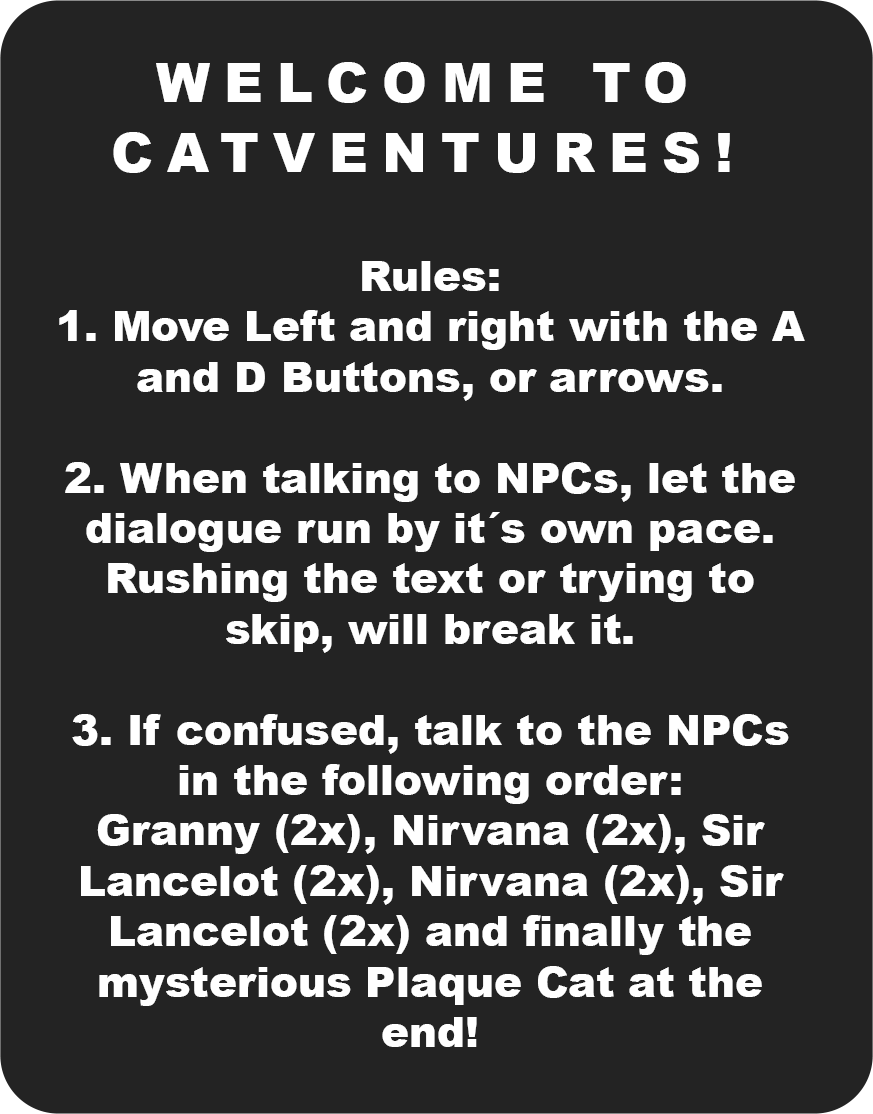 WELCOME TO
CATVENTURES!
Rules:
1. Move Left and right with the A
and D Buttons, or arrows.
2. When talking to NPCs, let the
dialogue run by it´s own pace.
Rushing the text or trying to
skip, will break it.
3. If confused, talk to the NPCs
in the following order:
Granny (2x), Nirvana (2x), Sir
Lancelot (2x), Nirvana (2x), Sir
Lancelot (2x) and finally the
mysterious Plaque Cat at the
end!